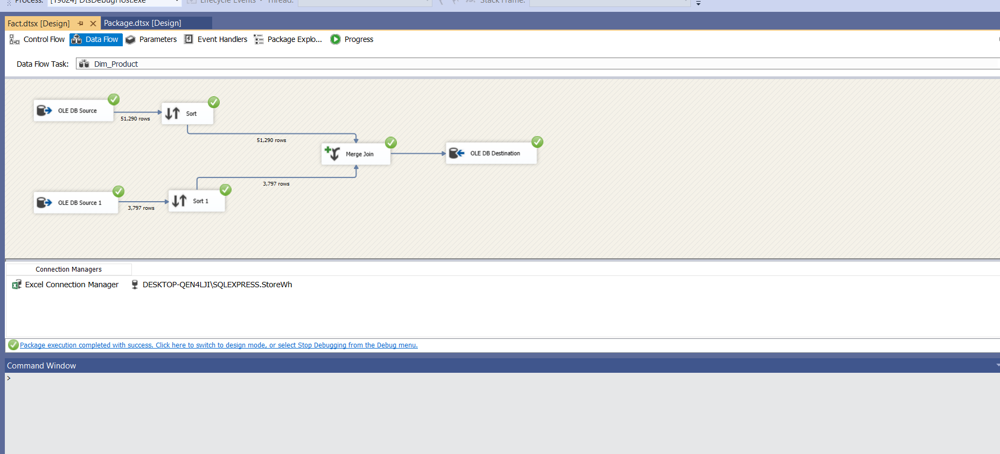 Process: [19624] DtsDebugHost.exe Lifecycle Events Thread: Stack Frame:
Fact.dtsx [Design] Package.dtsx [Design]
Control Flow Data Flow Parameters Event Handlers Package Explo... Progress
Data Flow Task: Dim_Product
OLE DB Source
51,290 rows
Sort
51,290 rows
Merge Join
OLE DB Destination
3,797 rows
OLE DB Source 1
3,797 rows
Sort 1
Connection Managers
Excel Connection Manager DESKTOP-QEN4LJI\SQLEXPRESS.StoreWh
Package execution completed with success. Click here to switch to design mode, or select Stop Debugging from the Debug menu.
Command Window
>